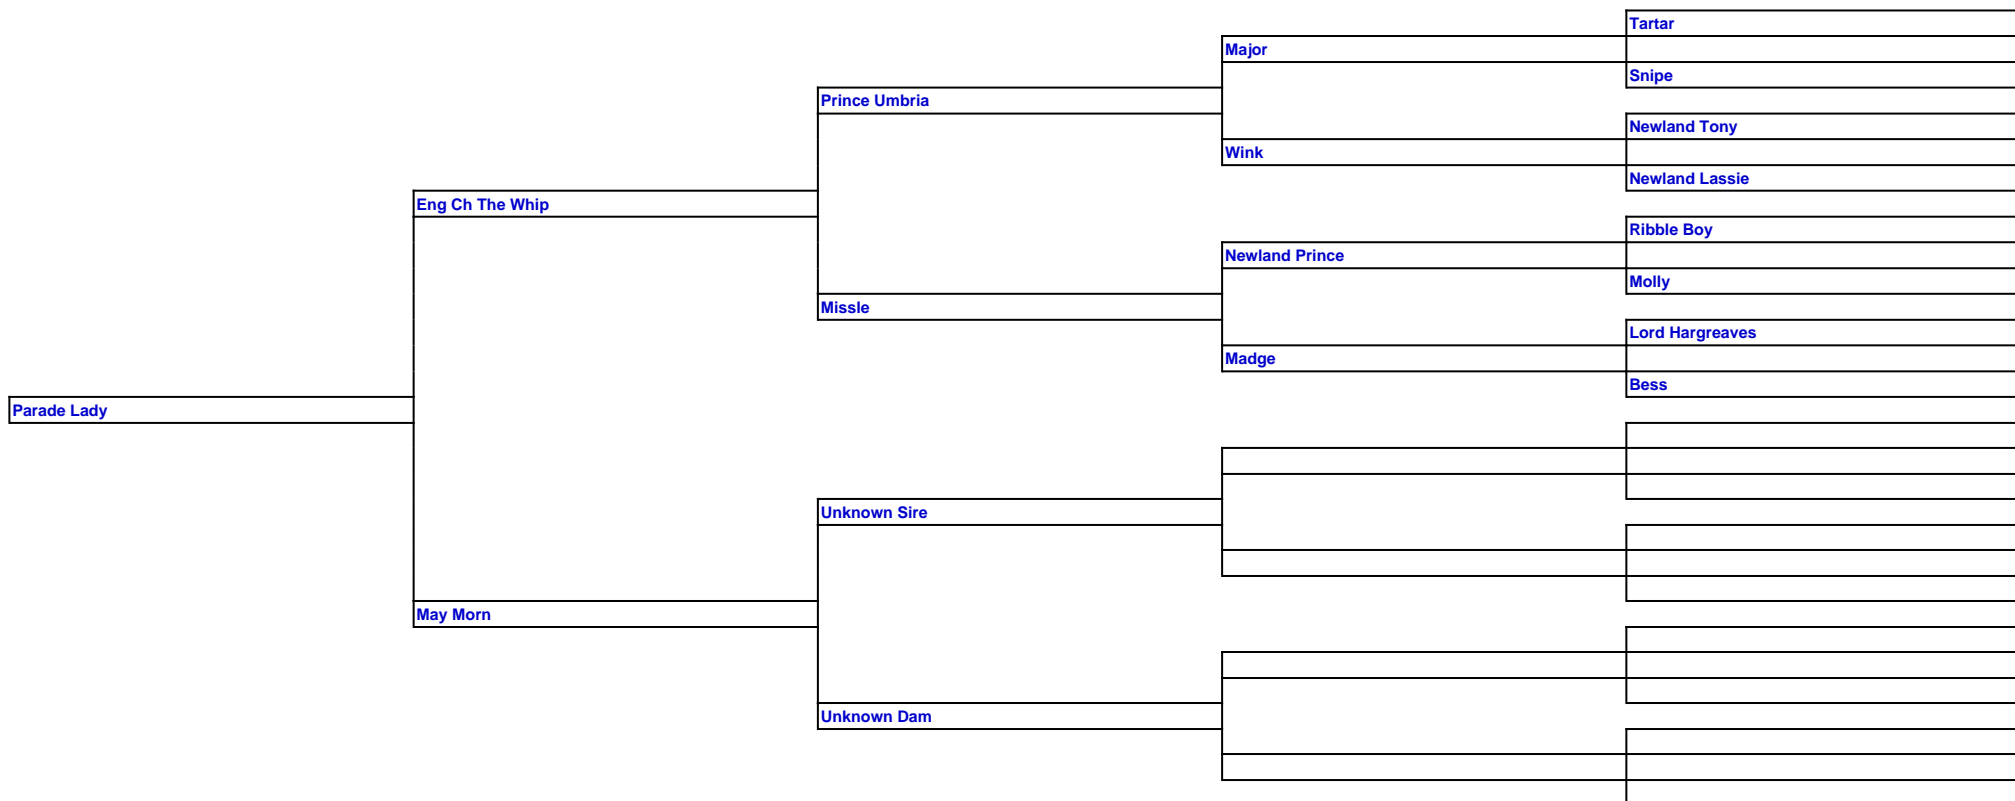 Tartar
Major
Snipe
Prince Umbria
Newland Tony
Wink
Newland Lassie
Eng Ch The Whip
Ribble Boy
Newland Prince
Molly
Missle
Lord Hargreaves
Madge
Bess
Parade Lady
Unknown Sire
May Morn
Unknown Dam